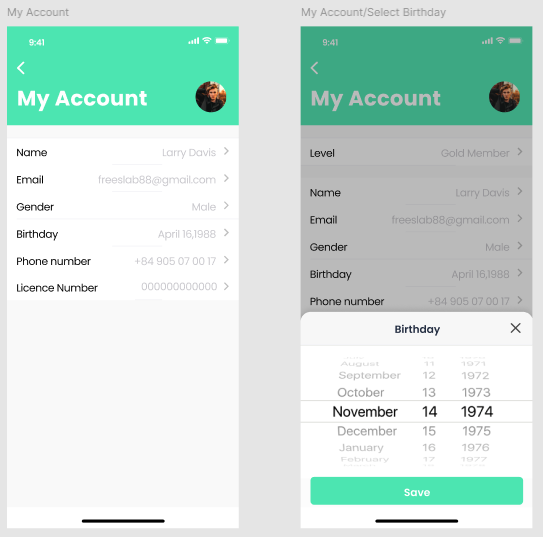 My Account
9:41
My Account
Name Larry Davis
Email freeslab88@gmail.com
Gender Male
Birthday April 16,1988
Phone number +84 905 07 00 17
Licence Number 000000000000
My Account/Select Birthday
9:41
My Account
Level Gold Member
Name Larry Davis
Email freeslab88@gmail.com
Gender Male
Birthday April 16,1988
Phone number +84 905 07 00 17
Birthday
August 11 1971
September 12 1972
October 13 1973
November 14 1974
December 15 1975
January 16 1976
February 17 1977
Save